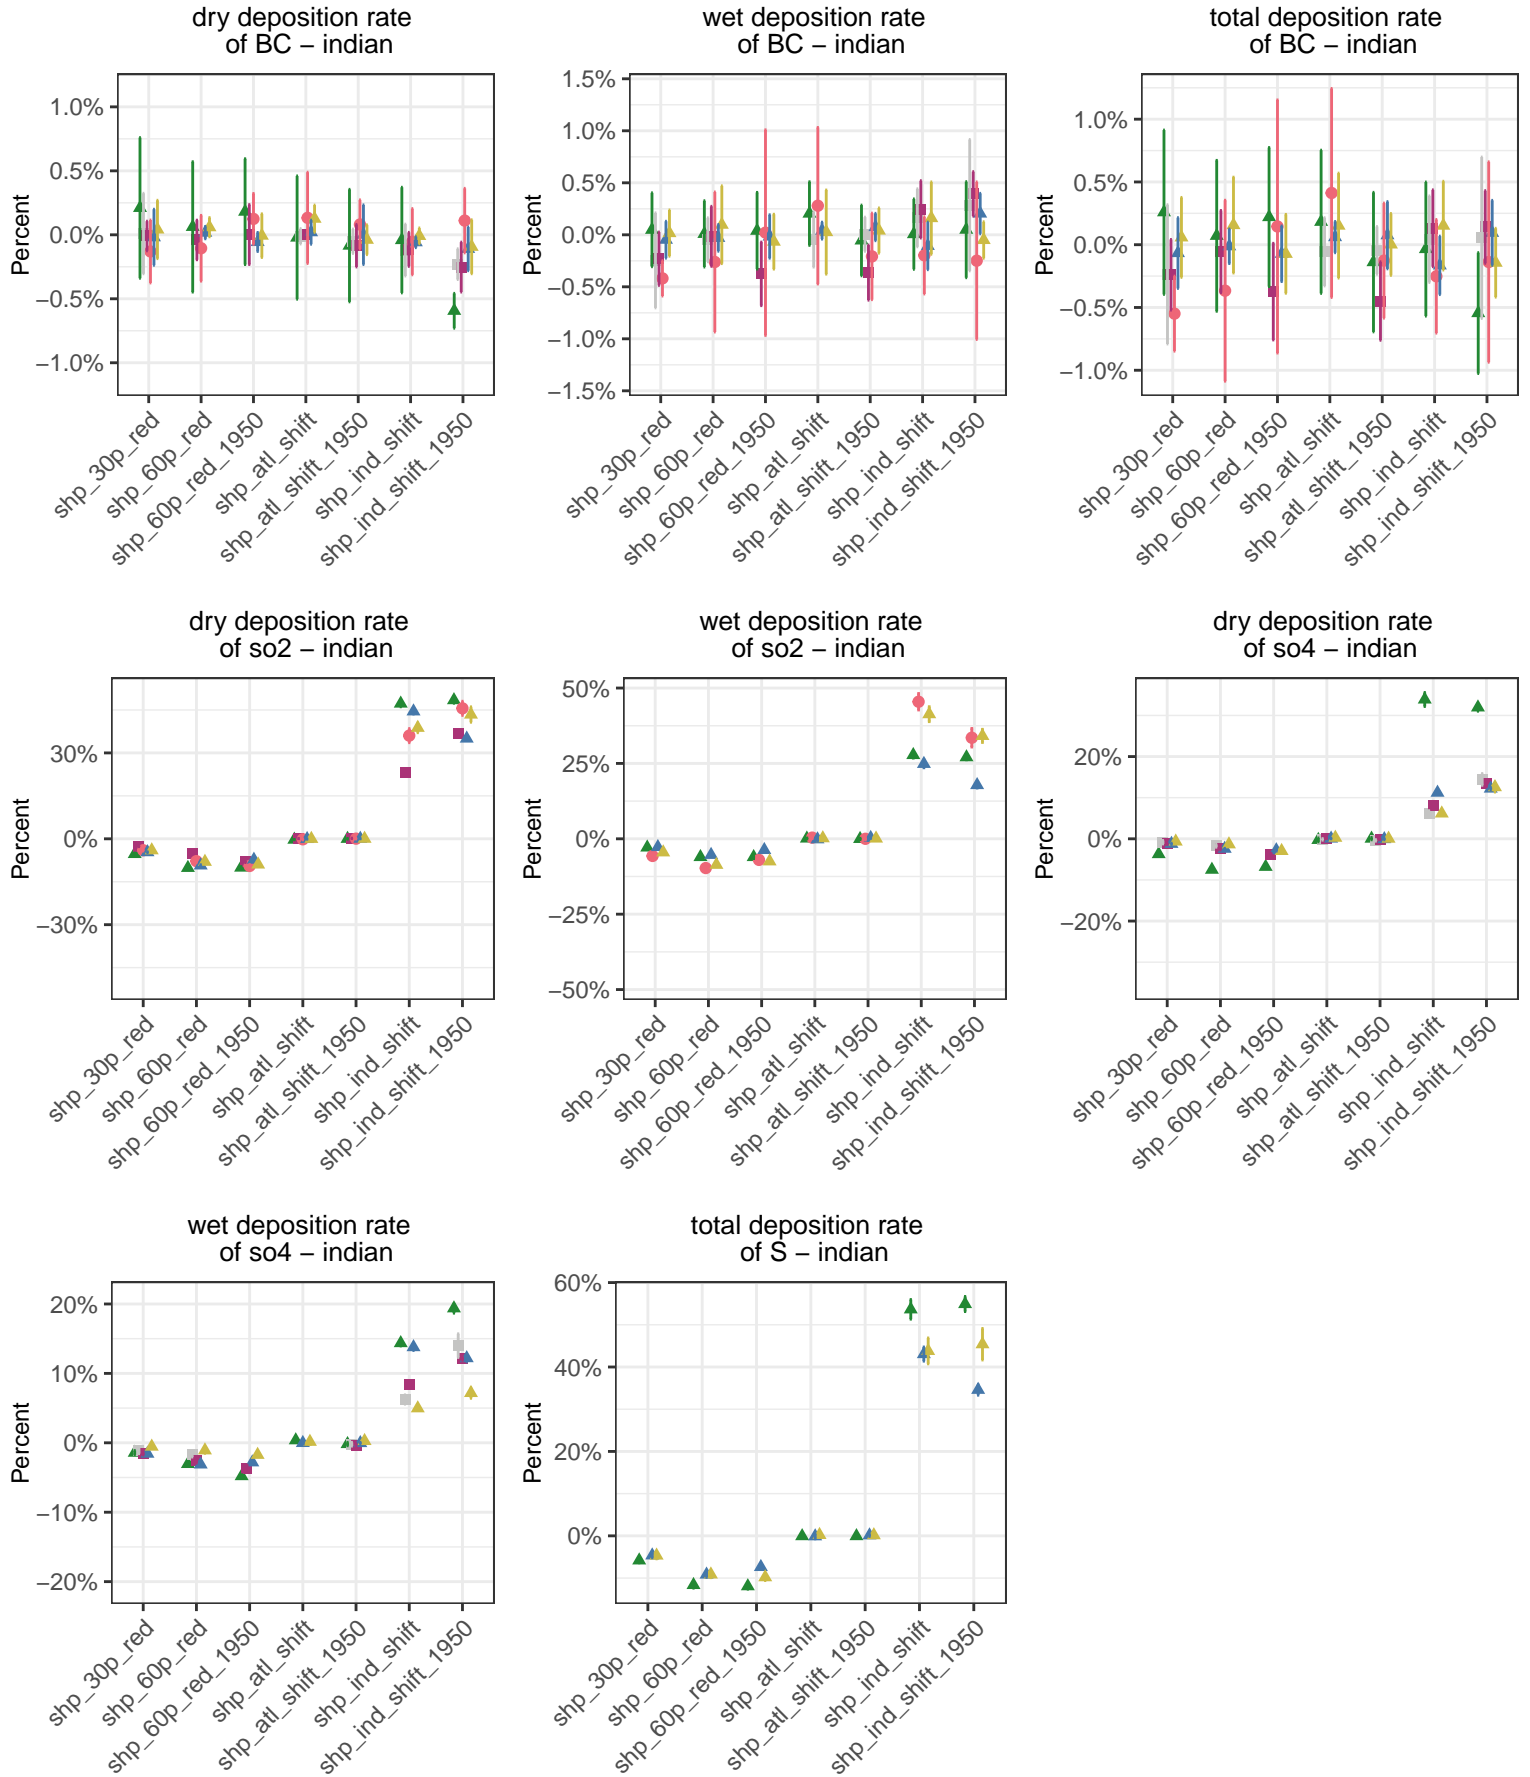 dry deposition rate
of BC − indian
wet deposition rate
of BC − indian
total deposition rate
of BC − indian
Percent
1.0%
0.5%
0.0%
−0.5%
−1.0%
shp_30p_red
shp_60p_red
shp_60p_red_1950
shp_atl_shift
shp_atl_shift_1950
shp_ind_shift
shp_ind_shift_1950
Percent
1.5%
1.0%
0.5%
0.0%
−0.5%
−1.0%
−1.5%
shp_30p_red
shp_60p_red
shp_60p_red_1950
shp_atl_shift
shp_atl_shift_1950
shp_ind_shift
shp_ind_shift_1950
Percent
1.0%
0.5%
0.0%
−0.5%
−1.0%
shp_30p_red
shp_60p_red
shp_60p_red_1950
shp_atl_shift
shp_atl_shift_1950
shp_ind_shift
shp_ind_shift_1950
dry deposition rate
of so2 − indian
wet deposition rate
of so2 − indian
dry deposition rate
of so4 − indian
Percent
30%
0%
−30%
shp_30p_red
shp_60p_red
shp_60p_red_1950
shp_atl_shift
shp_atl_shift_1950
shp_ind_shift
shp_ind_shift_1950
Percent
50%
25%
0%
−25%
−50%
shp_30p_red
shp_60p_red
shp_60p_red_1950
shp_atl_shift
shp_atl_shift_1950
shp_ind_shift
shp_ind_shift_1950
Percent
20%
0%
−20%
shp_30p_red
shp_60p_red
shp_60p_red_1950
shp_atl_shift
shp_atl_shift_1950
shp_ind_shift
shp_ind_shift_1950
wet deposition rate
of so4 − indian
total deposition rate
of S − indian
Percent
20%
10%
0%
−10%
−20%
shp_30p_red
shp_60p_red
shp_60p_red_1950
shp_atl_shift
shp_atl_shift_1950
shp_ind_shift
shp_ind_shift_1950
Percent
60%
40%
20%
0%
shp_30p_red
shp_60p_red
shp_60p_red_1950
shp_atl_shift
shp_atl_shift_1950
shp_ind_shift
shp_ind_shift_1950